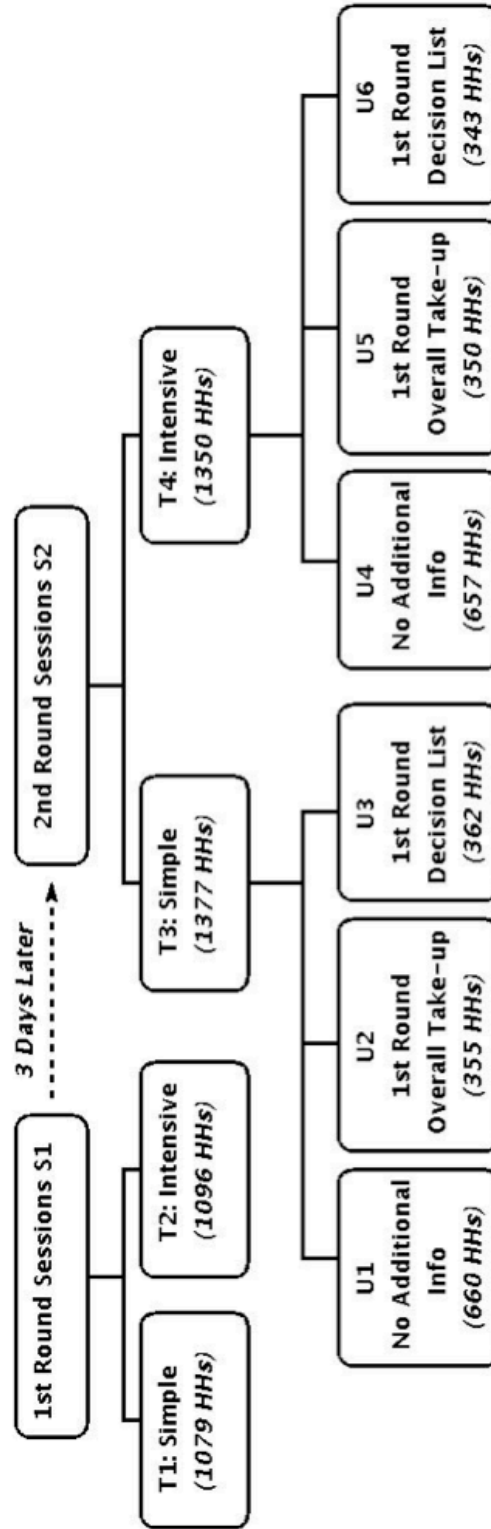 1st Round Sessions S1
3 Days Later
2nd Round Sessions S2
T1: Simple
(1079 HHs)
T2: Intensive
(1096 HHs)
T3: Simple
(1377 HHs)
T4: Intensive
(1350 HHs)
U1
No Additional
Info
(660 HHs)
U2
1st Round
Overall Take-up
(355 HHs)
U3
1st Round
Decision List
(362 HHs)
U4
No Additional
Info
(657 HHs)
U5
1st Round
Overall Take-up
(350 HHs)
U6
1st Round
Decision List
(343 HHs)